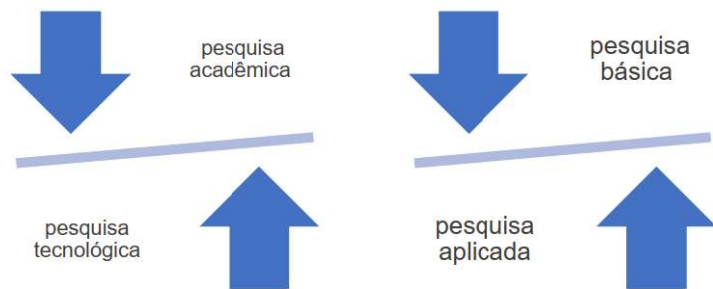 pesquisa
acadêmica
pesquisa
básica
pesquisa
tecnológica
pesquisa
aplicada